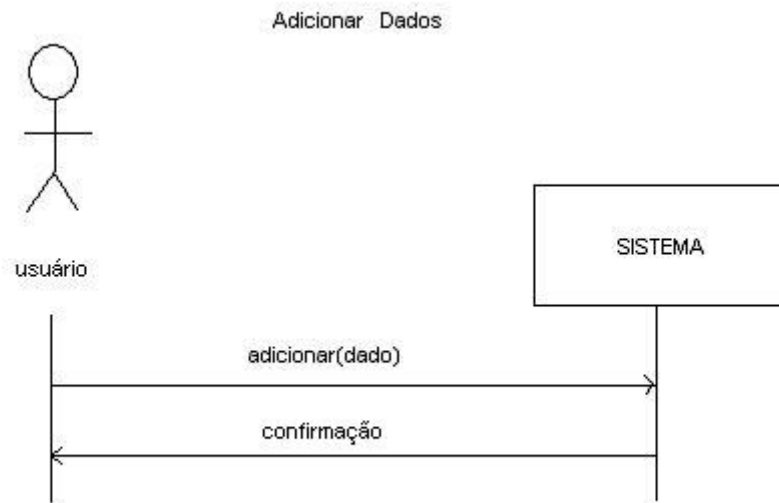 Adicionar Dados
usuário
SISTEMA
adicionar(dado)
confirmação